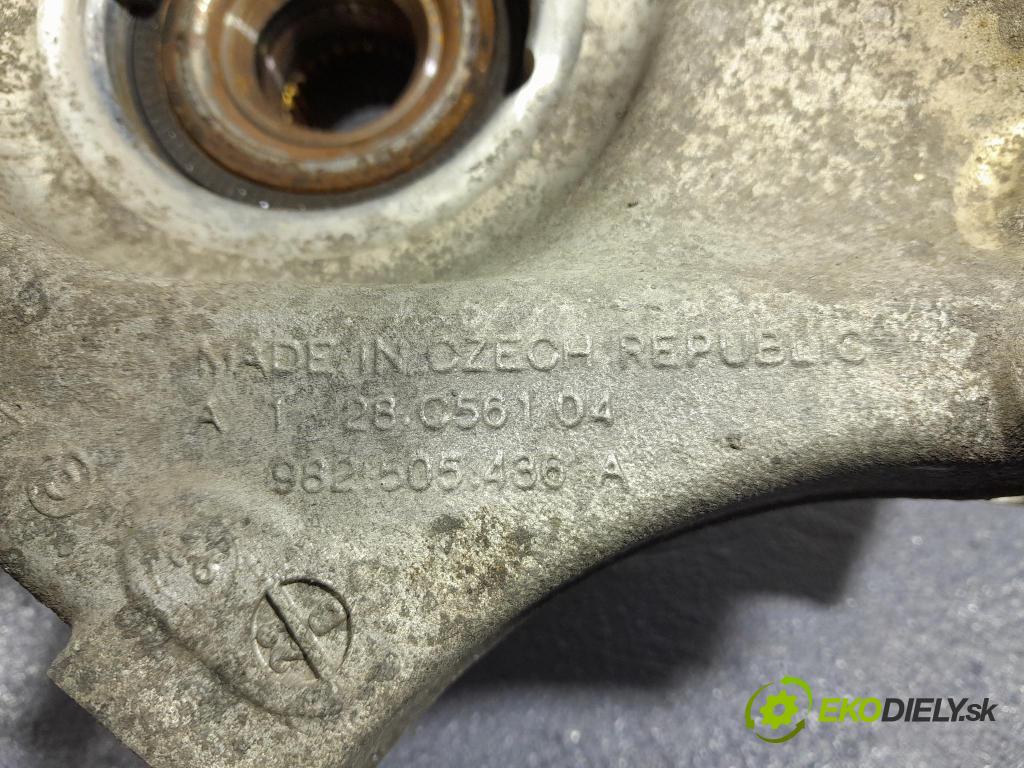 MADE IN CZECH REPUBLIC
A 1 28.C561.04
982.505.436 A
EKODIELY.sk